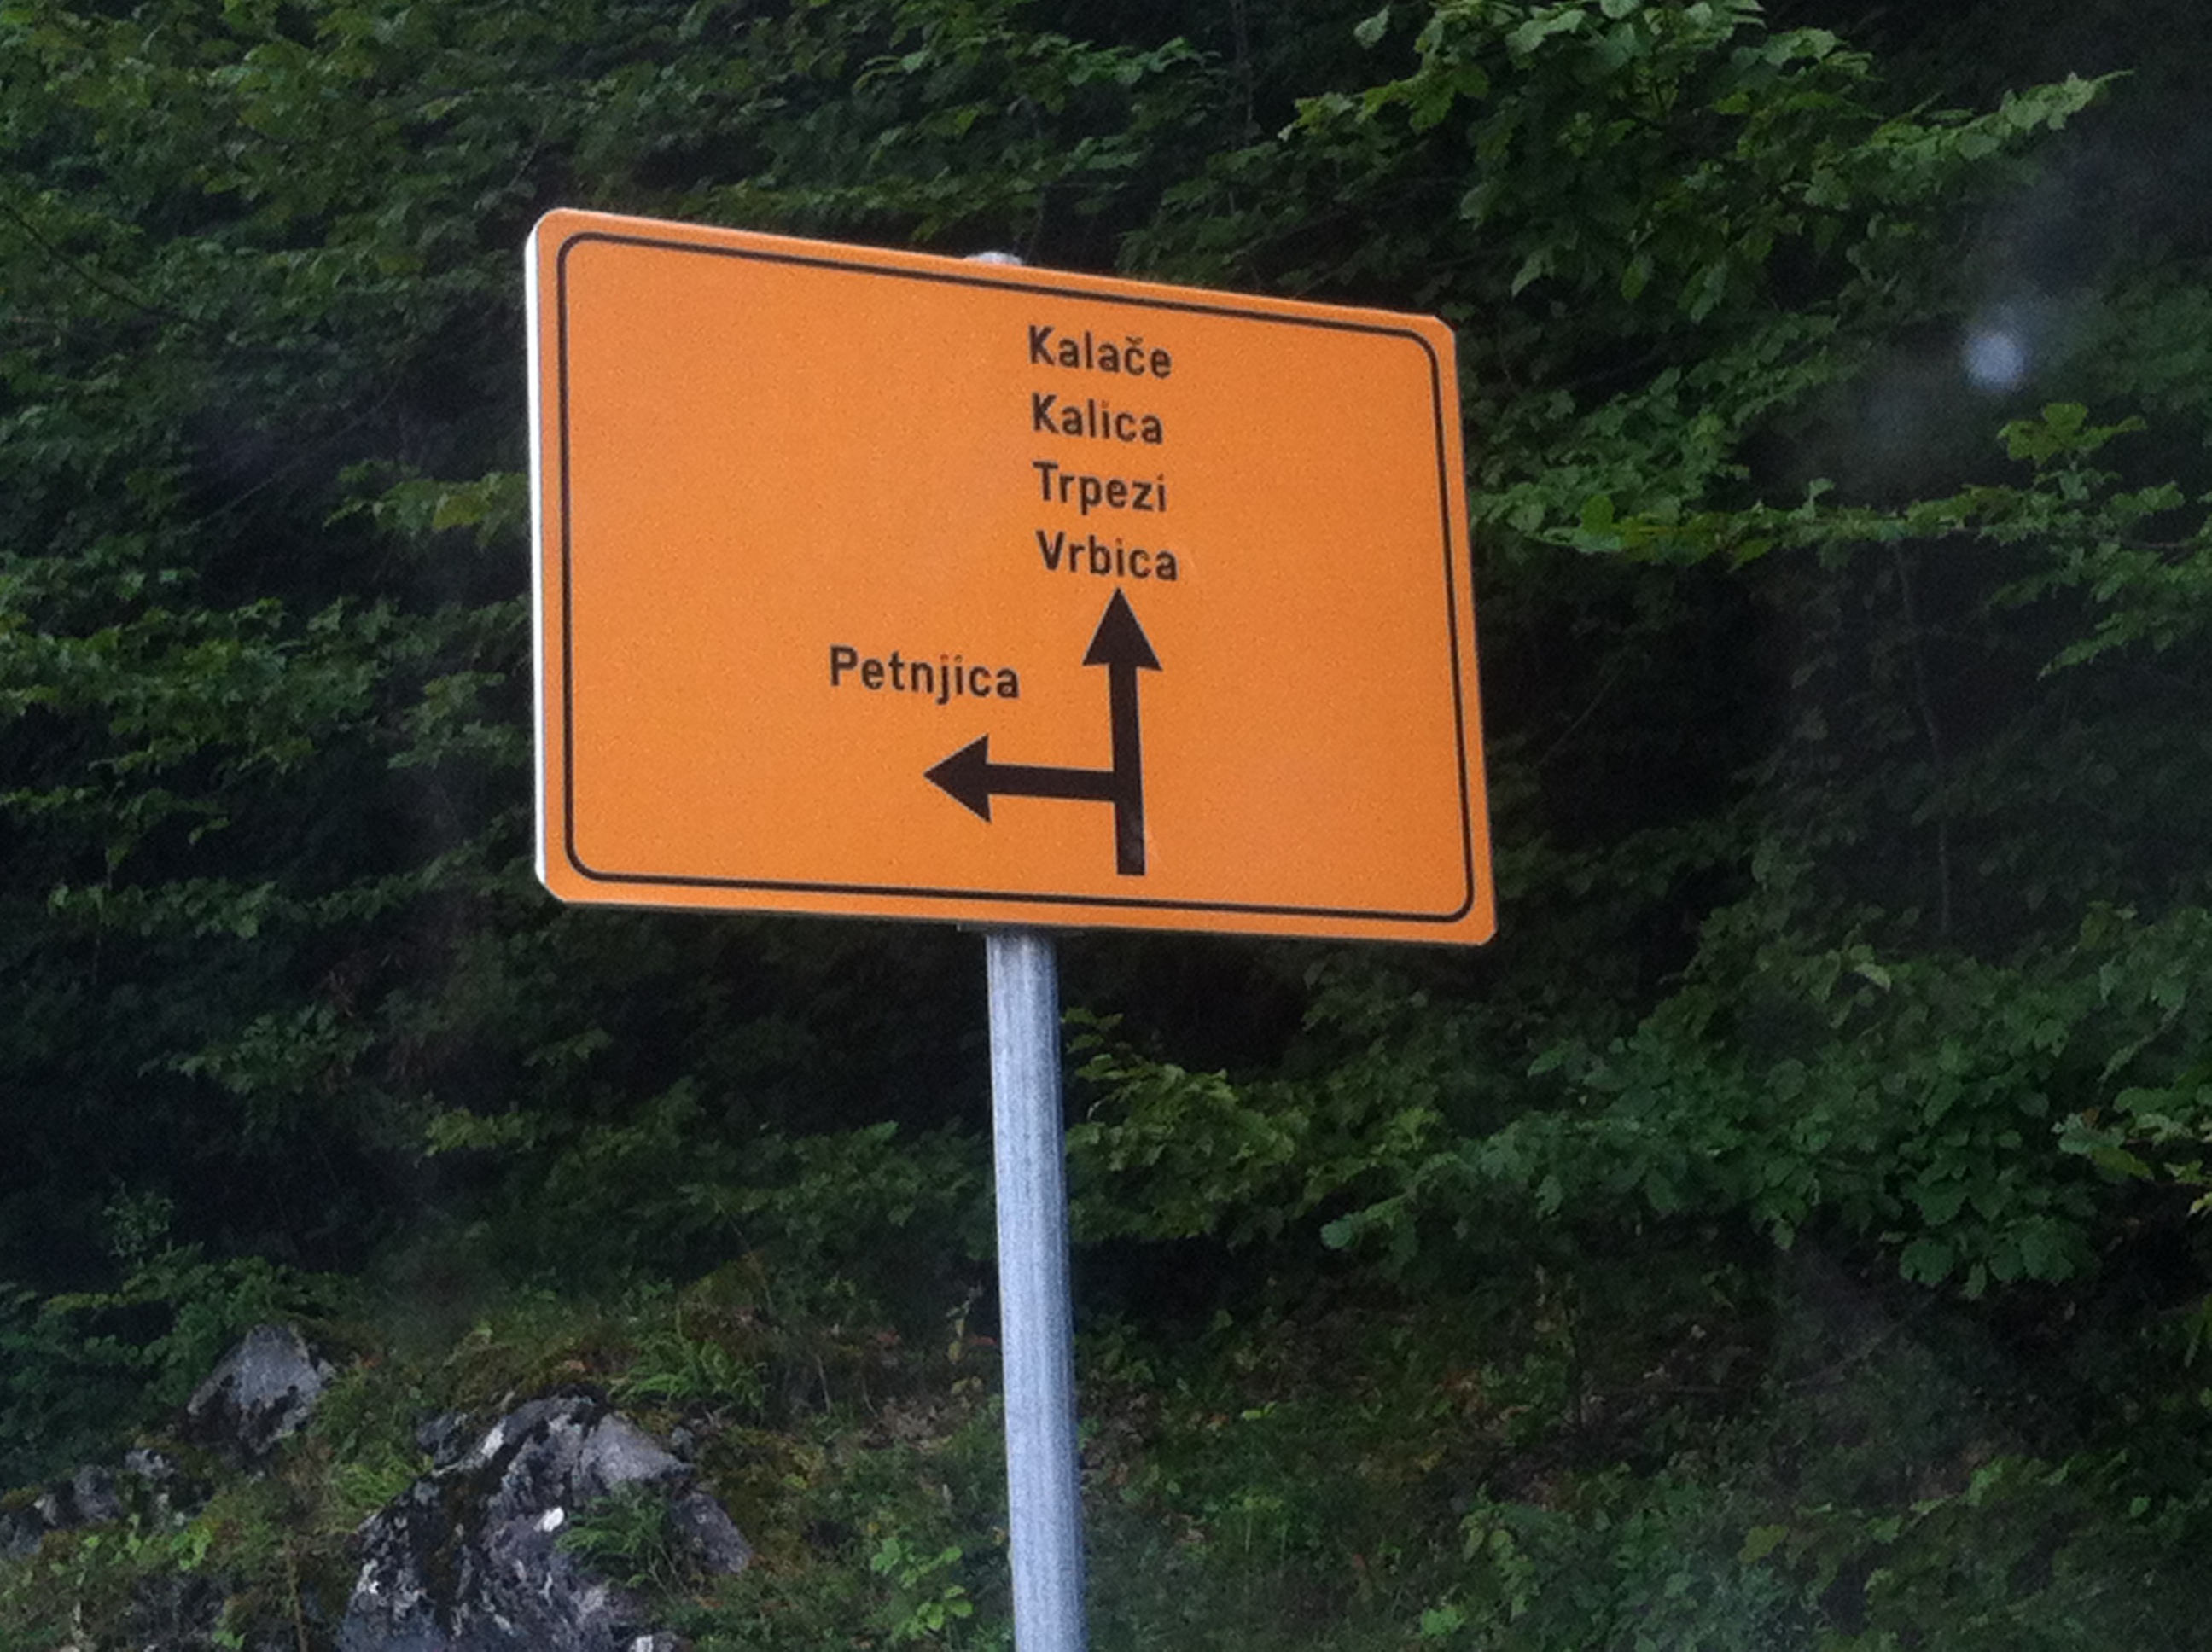 Kalače
Kalica
Trpezi
Vrbica
Petnjica